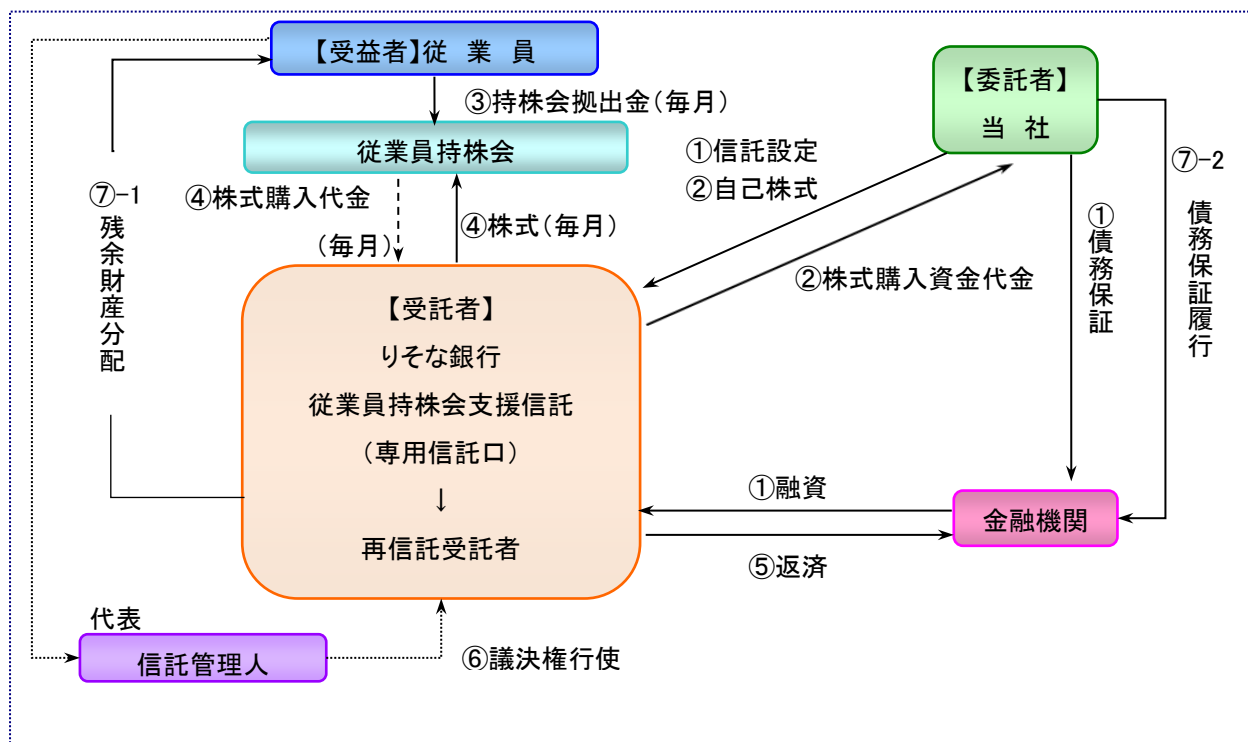 【受益者】従 業 員
③持株会拠出金(毎月)
従業員持株会
【委託者】
当 社
①信託設定
②自己株式
⑦-2
債務保証履行
①債務保証
⑦-1
残余財産分配
④株式購入代金
(毎月)
④株式(毎月)
②株式購入資金代金
【受託者】
りそな銀行
従業員持株会支援信託
(専用信託口)
↓
再信託受託者
①融資
⑤返済
金融機関
代表
信託管理人
⑥議決権行使